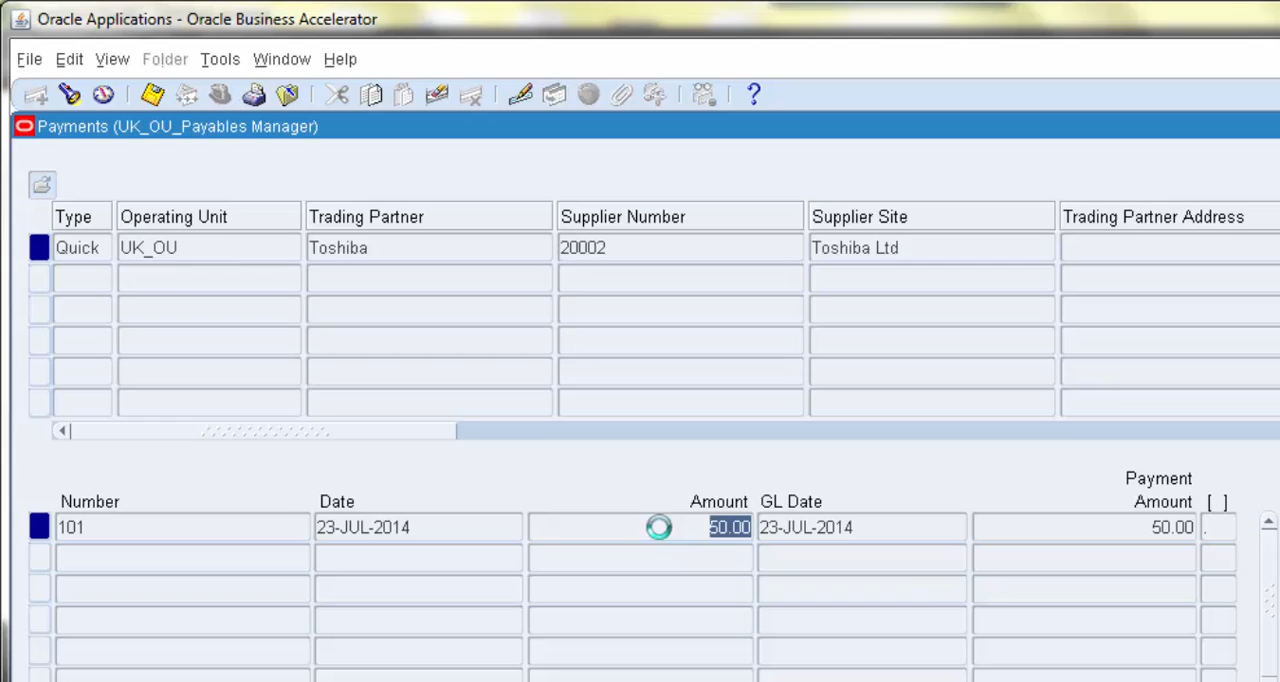 Oracle Applications - Oracle Business Accelerator
File Edit View Folder Tools Window Help
Payments (UK_OU_Payables Manager)
Type Operating Unit Trading Partner Supplier Number Supplier Site Trading Partner Address
Quick UK_OU Toshiba 20002 Toshiba Ltd
Payment
Number Date Amount GL Date Amount [ ]
101 23-JUL-2014 50.00 23-JUL-2014 50.00 .